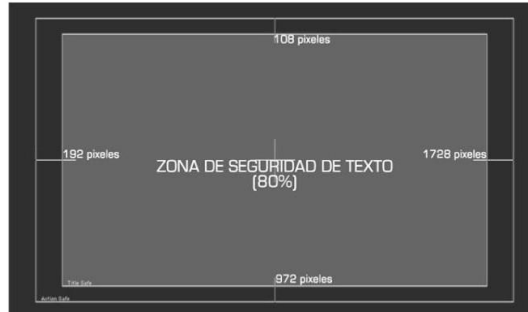 108 pixeles
192 pixeles
1728 pixeles
ZONA DE SEGURIDAD DE TEXTO
(80%)
972 pixeles
Title Safe
Action Safe